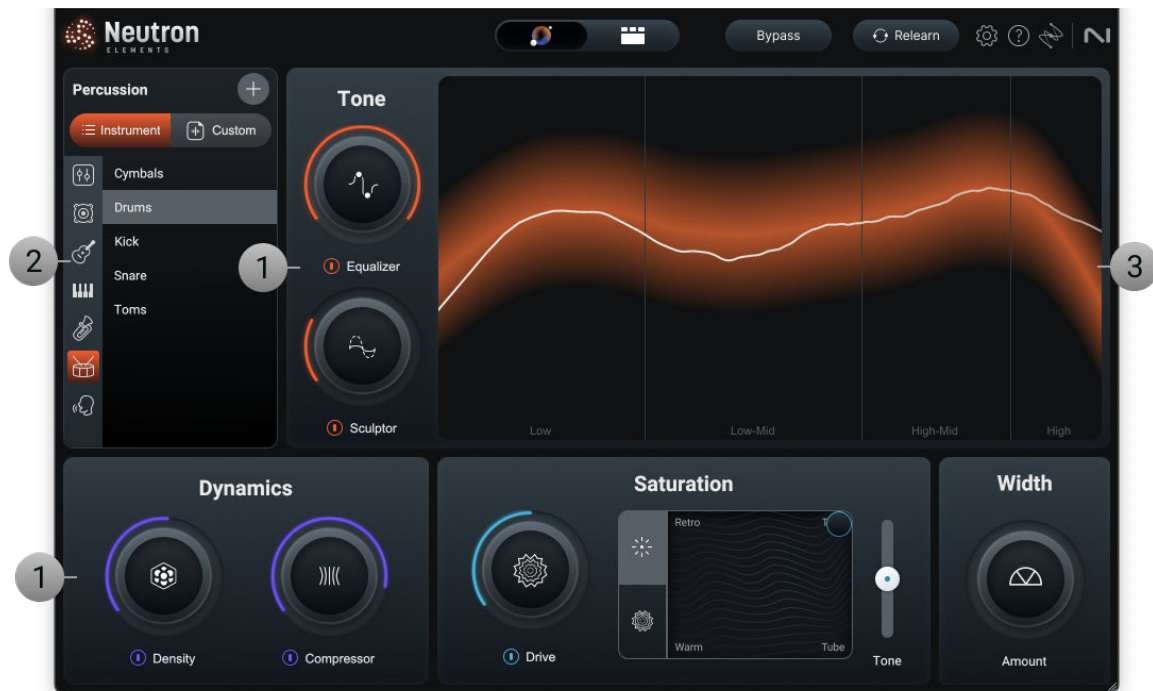 Neutron
ELEMENTS
Bypass
Relearn
Percussion
Instrument
Custom
Cymbals
Drums
Kick
Snare
Toms
2
Tone
1
Equalizer
Sculptor
Low
Low-Mid
High-Mid
High
3
Dynamics
1
Density
Compressor
Saturation
Drive
Retro
Warm
Tube
Tone
Width
Amount